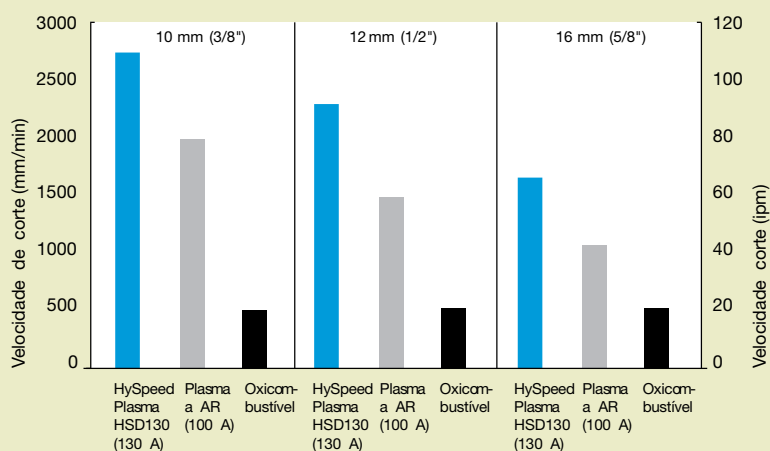 3000
2500
2000
1500
1000
500
0
Velocidade de corte (mm/min)
10 mm (3/8")
12 mm (1/2")
16 mm (5/8")
120
100
80
60
40
20
0
Velocidade corte (ipm)
HySpeed
Plasma
HSD130
(130 A)
Plasma
a AR
(100 A)
Oxicom-
bustível
HySpeed
Plasma
HSD130
(130 A)
Plasma
a AR
(100 A)
Oxicom-
bustível
HySpeed
Plasma
HSD130
(130 A)
Plasma
a AR
(100 A)
Oxicom-
bustível